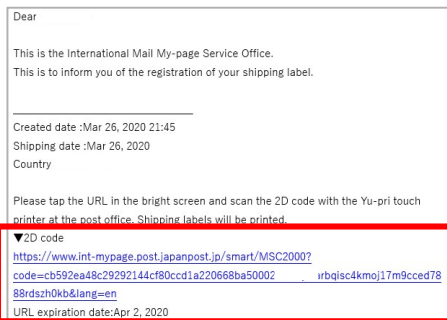 Dear
This is the International Mail My-page Service Office.
This is to inform you of the registration of your shipping label.
Created date :Mar 26, 2020 21:45
Shipping date :Mar 26, 2020
Country
Please tap the URL in the bright screen and scan the 2D code with the Yu-pri touch
printer at the post office. Shipping labels will be printed.
▼2D code
https://www.int-mypage.post.japanpost.jp/smart/MSC2000?
code=cb592ea48c29292144cf80ccd1a220668ba50002 rbqisc4kmoj17m9cced78
88rdszh0kb&lang=en
URL expiration date:Apr 2, 2020